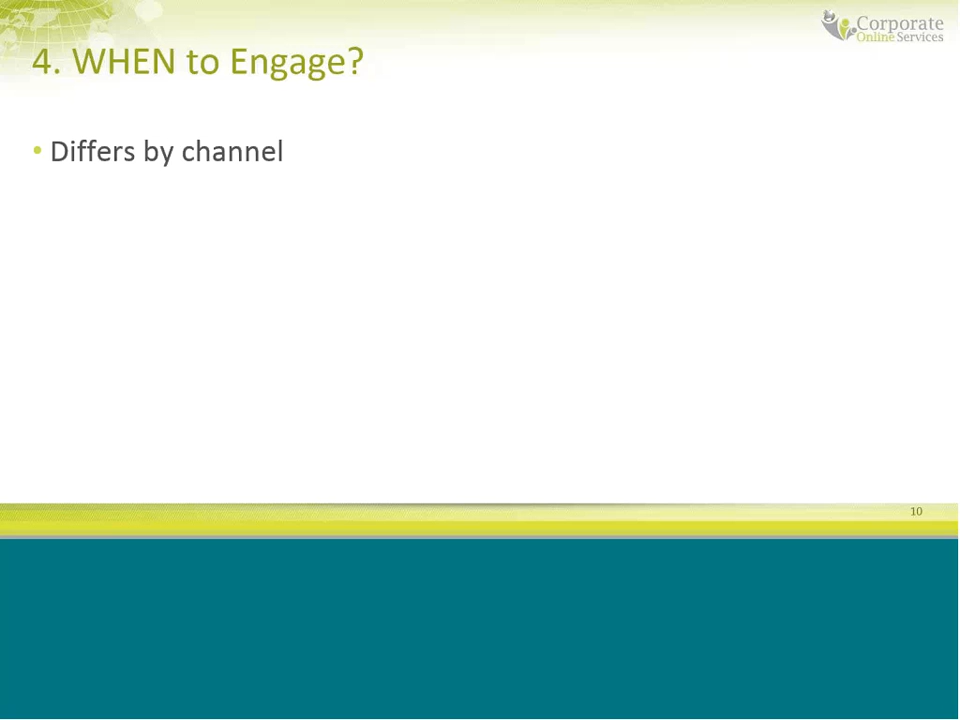 Corporate
Online Services
4. WHEN to Engage?
• Differs by channel
10